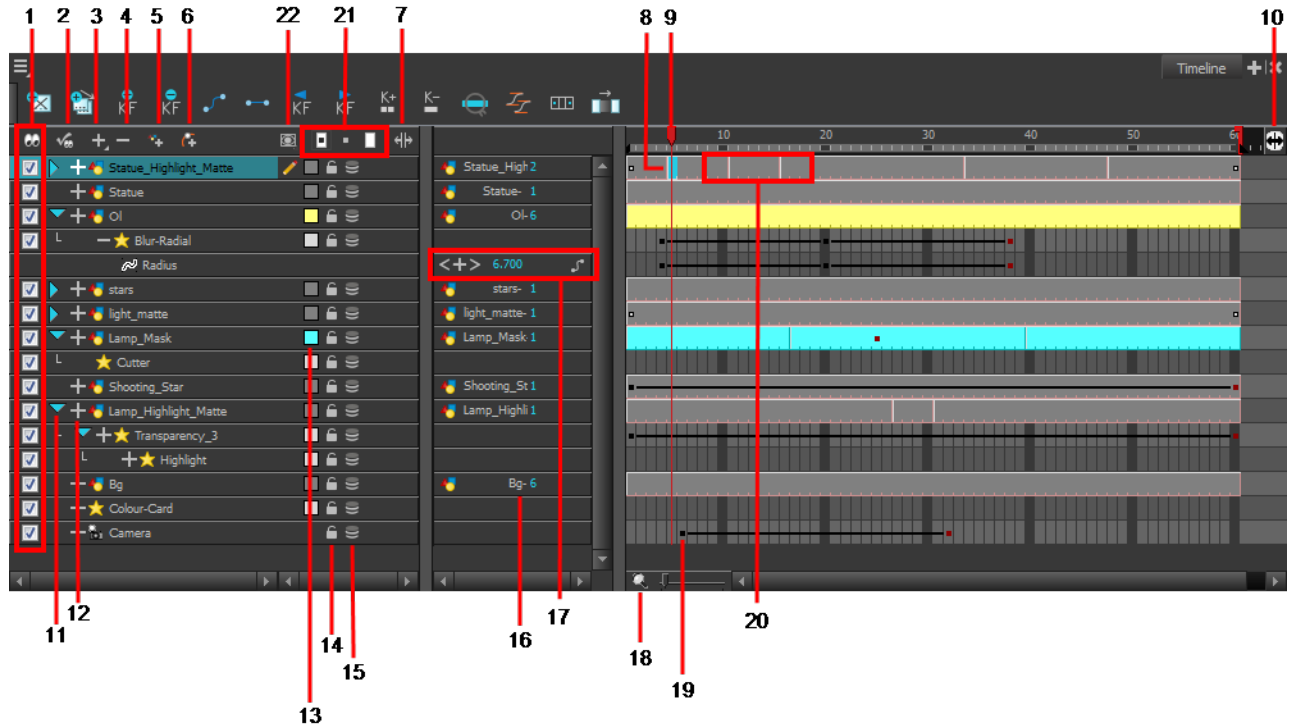 1 2 3 4 5 6 22 21 7 8 9 10
Timeline
KF KF KF KF K+ K-
10 20 30 40 50 60
Statue_Highlight_Matte Statue_High 2
Statue Statue- 1
Ol Ol- 6
Blur-Radial
Radius 6.700
stars stars- 1
light_matte light_matte- 1
Lamp_Mask Lamp_Mask- 1
Cutter
Shooting_Star Shooting_St 1
Lamp_Highlight_Matte Lamp_Highli 1
Transparency_3
Highlight
Bg Bg- 6
Colour-Card
Camera
11 12 13 14 15 16 17 18 19 20